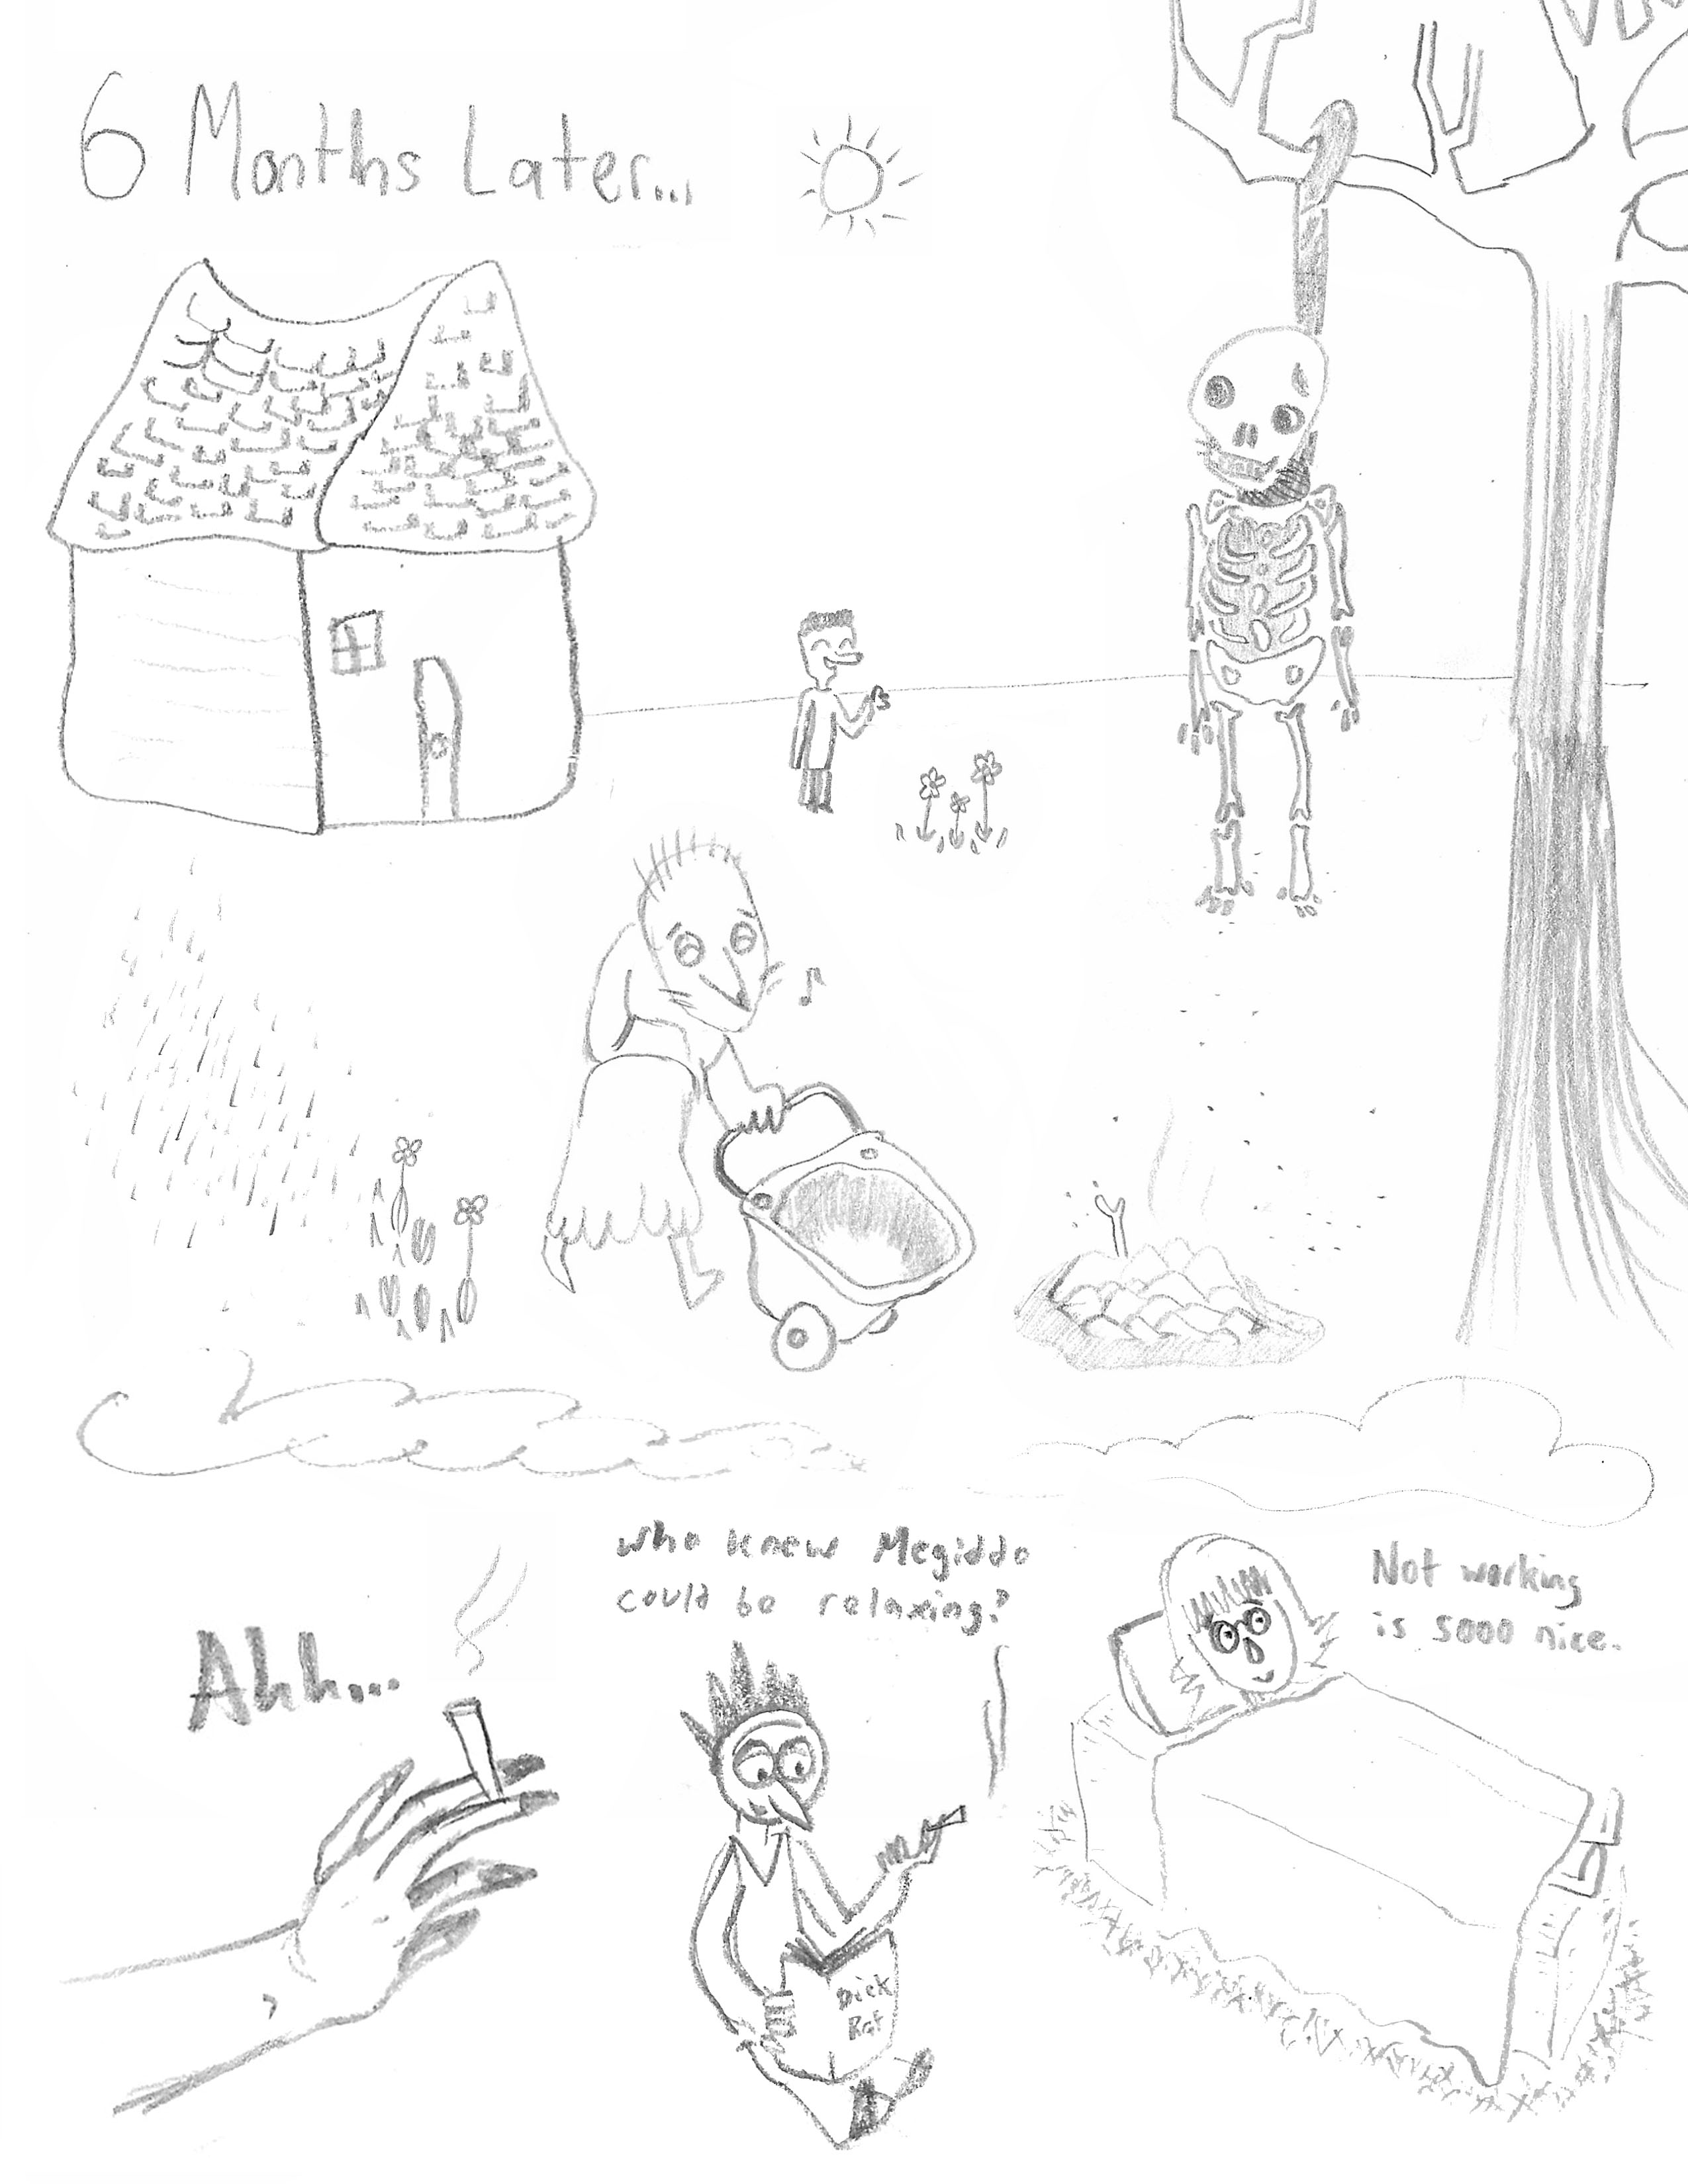 6 Months Later...
Ahh...
who knew Megiddo
could be relaxing?
Dick
Rat
Not working
is sooo nice.